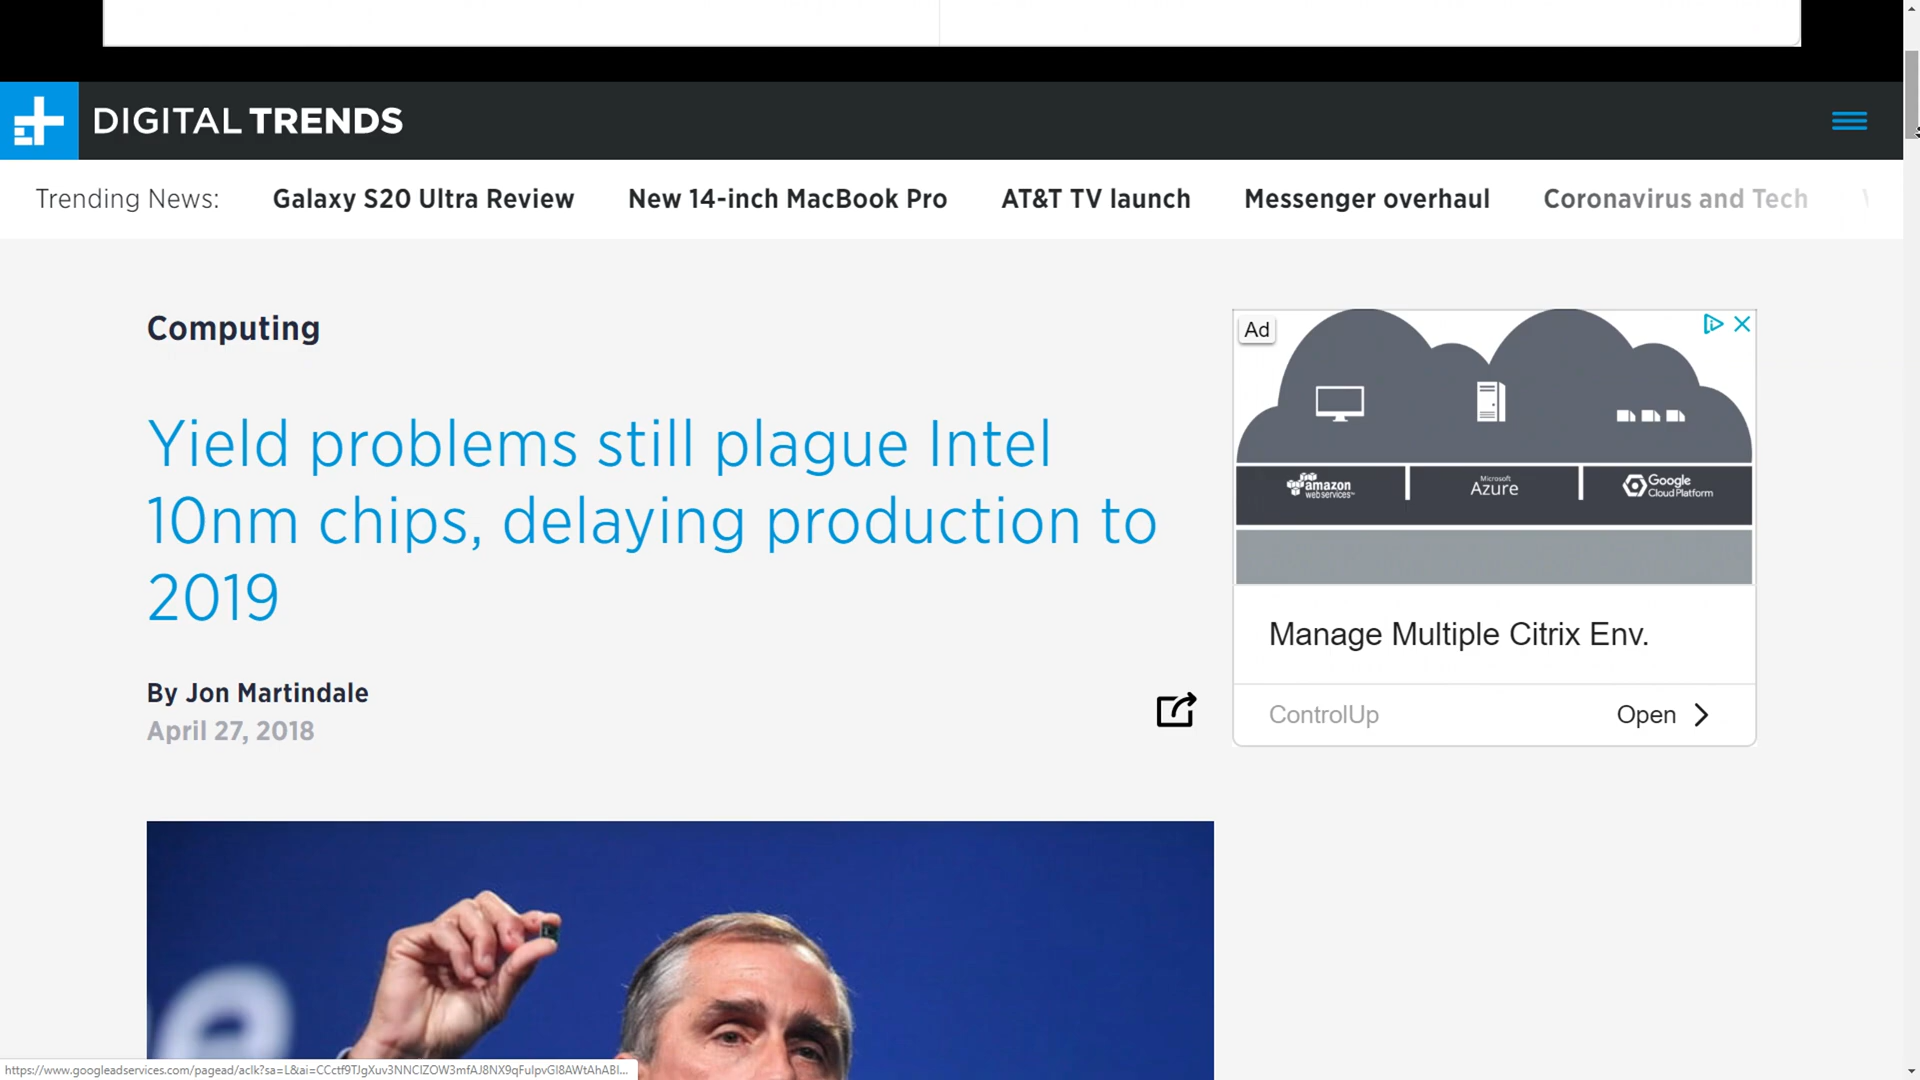 DIGITAL TRENDS
Trending News: Galaxy S20 Ultra Review New 14-inch MacBook Pro AT&T TV launch Messenger overhaul Coronavirus and Tech
Computing
Yield problems still plague Intel
10nm chips, delaying production to
2019
By Jon Martindale
April 27, 2018
Ad
amazon
webservices™
Microsoft
Azure
Google
Cloud Platform
Manage Multiple Citrix Env.
ControlUp
Open
e